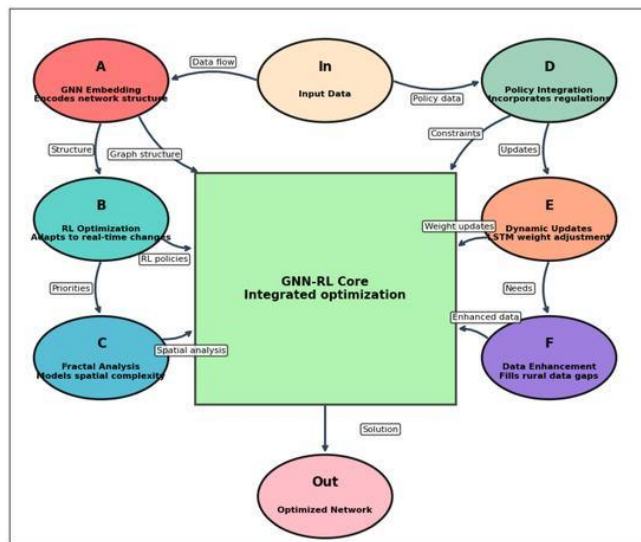 A
GNN Embedding
Encodes network structure
Data flow
In
Input Data
Policy data
D
Policy Integration
Incorporates regulations
Constraints
Structure
Graph structure
Updates
B
RL Optimization
Adapts to real-time changes
RL policies
E
Dynamic Updates
LSTM weight adjustment
Weight updates
GNN-RL Core
Integrated optimization
Priorities
Needs
Enhanced data
C
Fractal Analysis
Models spatial complexity
Spatial analysis
F
Data Enhancement
Fills rural data gaps
Solution
Out
Optimized Network